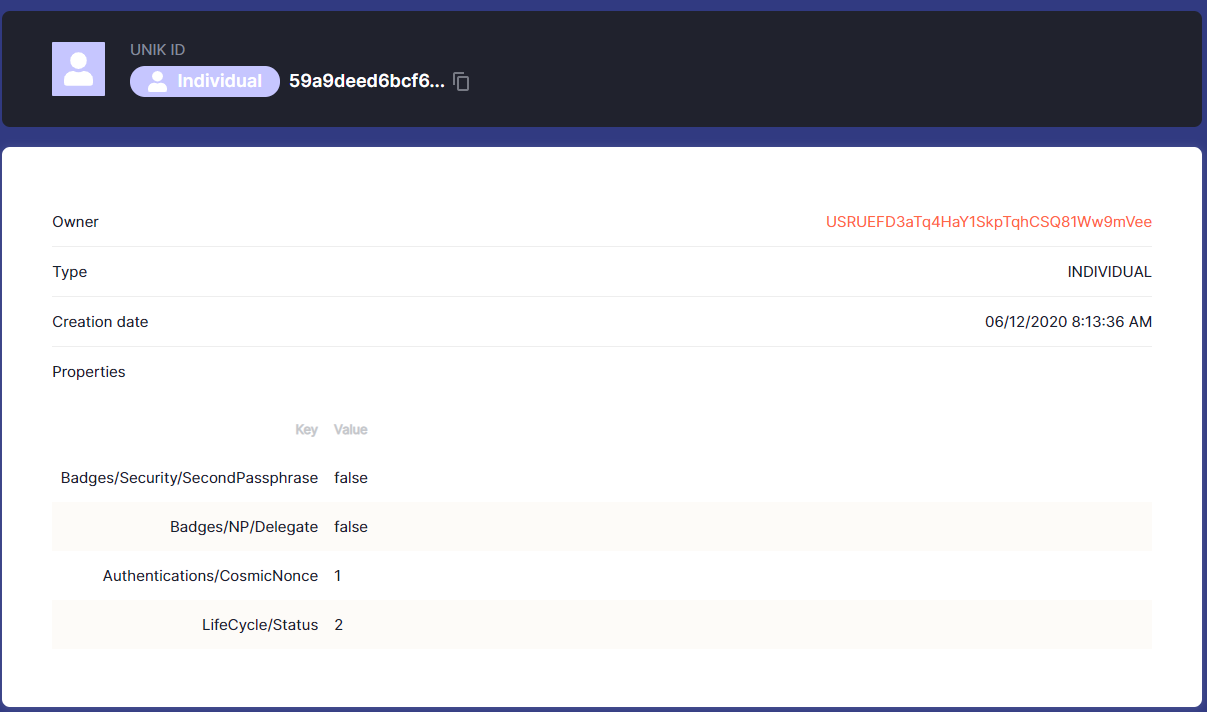 UNIK ID
Individual 59a9deed6bcf6...
Owner USRUEFD3aTq4HaY1SkpTqhCSQ81Ww9mVee
Type INDIVIDUAL
Creation date 06/12/2020 8:13:36 AM
Properties
Key Value
Badges/Security/SecondPassphrase false
Badges/NP/Delegate false
Authentications/CosmicNonce 1
LifeCycle/Status 2